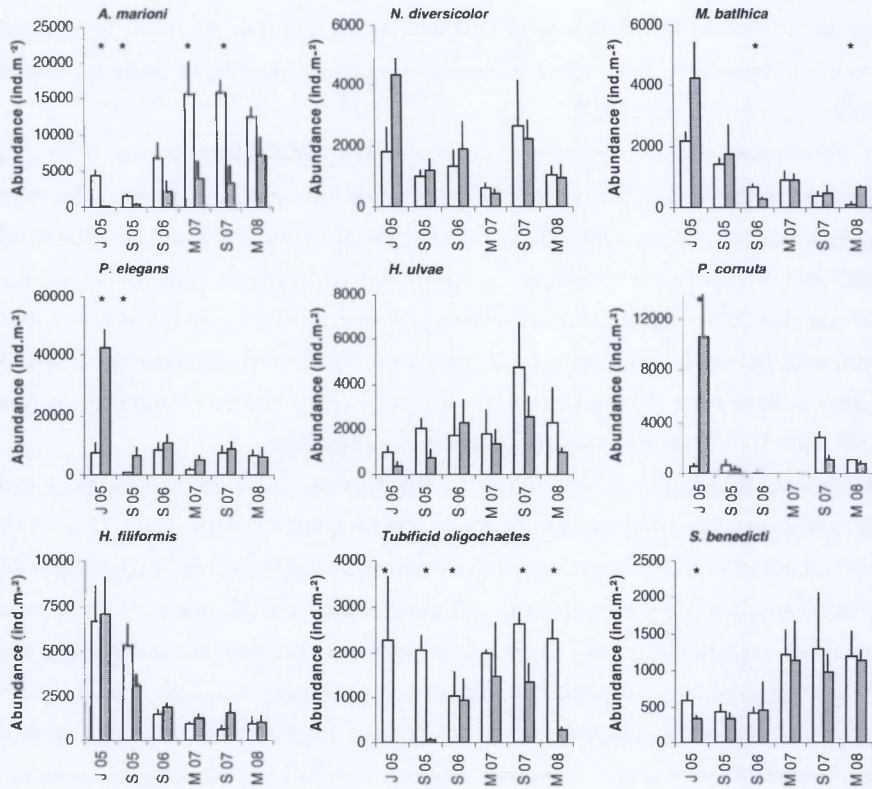 A. marioni
Abundance (ind.m⁻²)
25000
20000
15000
10000
5000
0
J 05
S 05
S 06
M 07
S 07
M 08
N. diversicolor
Abundance (ind.m⁻²)
6000
4000
2000
0
J 05
S 05
S 06
M 07
S 07
M 08
M. batlhica
Abundance (ind.m⁻²)
6000
4000
2000
0
J 05
S 05
S 06
M 07
S 07
M 08
P. elegans
Abundance (ind.m⁻²)
60000
40000
20000
0
J 05
S 05
S 06
M 07
S 07
M 08
H. ulvae
Abundance (ind.m⁻²)
8000
6000
4000
2000
0
J 05
S 05
S 06
M 07
S 07
M 08
P. cornuta
Abundance (ind.m⁻²)
12000
8000
4000
0
J 05
S 05
S 06
M 07
S 07
M 08
H. filiformis
Abundance (ind.m⁻²)
10000
7500
5000
2500
0
J 05
S 05
S 06
M 07
S 07
M 08
Tubificid oligochaetes
Abundance (ind.m⁻²)
4000
3000
2000
1000
0
J 05
S 05
S 06
M 07
S 07
M 08
S. benedicti
Abundance (ind.m⁻²)
2500
2000
1500
1000
500
0
J 05
S 05
S 06
M 07
S 07
M 08